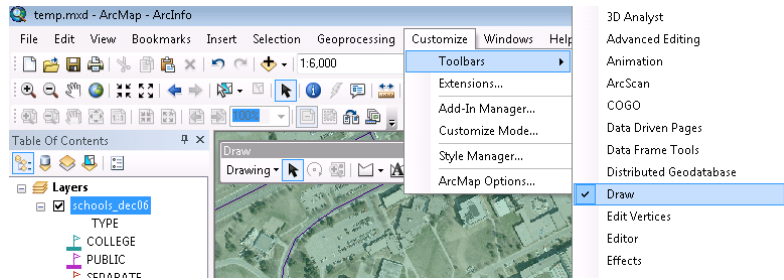 temp.mxd - ArcMap - ArcInfo
File Edit View Bookmarks Insert Selection Geoprocessing Customize Windows Help
1:6,000
100%
Table Of Contents
Layers
schools_dec06
TYPE
COLLEGE
PUBLIC
SEPARATE
Draw
Drawing
A
Toolbars
Extensions...
Add-In Manager...
Customize Mode...
Style Manager...
ArcMap Options...
3D Analyst
Advanced Editing
Animation
ArcScan
COGO
Data Driven Pages
Data Frame Tools
Distributed Geodatabase
Draw
Edit Vertices
Editor
Effects